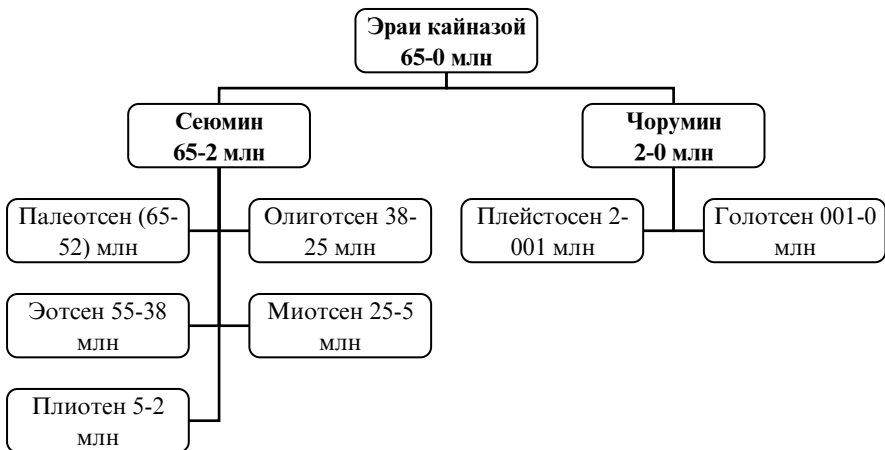 Эраи кайназой
65-0 млн
Сеюмин
65-2 млн
Чорумин
2-0 млн
Палеотсен (65-
52) млн
Олиготсен 38-
25 млн
Плейстосен 2-
001 млн
Голотсен 001-0
млн
Эотсен 55-38
млн
Миотсен 25-5
млн
Плиотен 5-2
млн